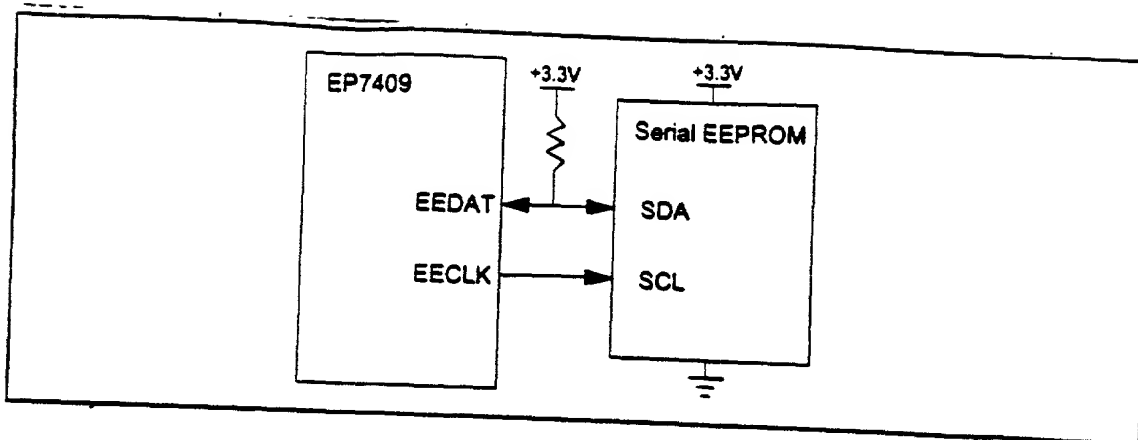 EP7409
+3.3V
+3.3V
Serial EEPROM
EEDAT
SDA
EECLK
SCL